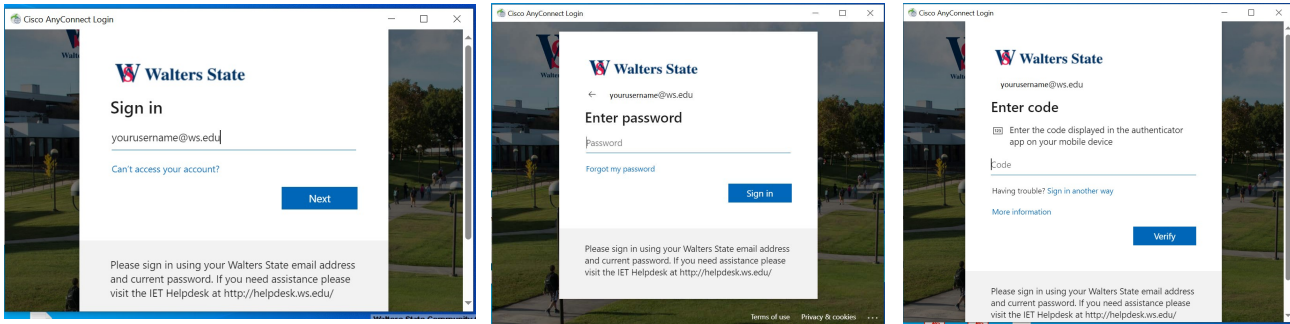 Cisco AnyConnect Login
Walters State
Sign in
yourusername@ws.edu
Can't access your account?
Next
Please sign in using your Walters State email address
and current password. If you need assistance please
visit the IET Helpdesk at http://helpdesk.ws.edu/
Cisco AnyConnect Login
Walters State
← yourusername@ws.edu
Enter password
Password
Forgot my password
Sign in
Please sign in using your Walters State email address
and current password. If you need assistance please
visit the IET Helpdesk at http://helpdesk.ws.edu/
Terms of use Privacy & cookies ...
Cisco AnyConnect Login
Walters State
yourusername@ws.edu
Enter code
Enter the code displayed in the authenticator
app on your mobile device
Code
Having trouble? Sign in another way
More information
Verify
Please sign in using your Walters State email address
and current password. If you need assistance please
visit the IET Helpdesk at http://helpdesk.ws.edu/